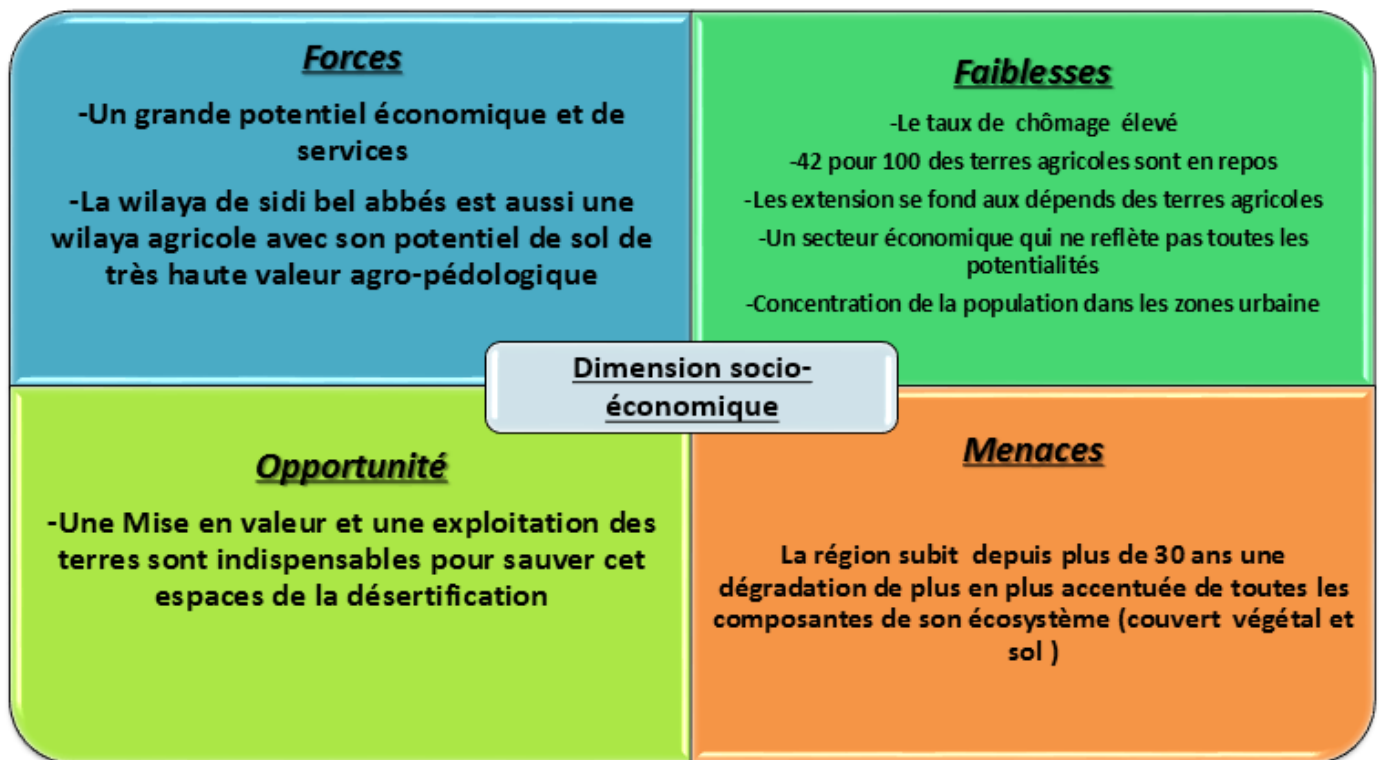 Forces
-Un grande potentiel économique et de
services
-La wilaya de sidi bel abbés est aussi une
wilaya agricole avec son potentiel de sol de
très haute valeur agro-pédologique
Faiblesses
-Le taux de chômage élevé
-42 pour 100 des terres agricoles sont en repos
-Les extension se fond aux dépends des terres agricoles
-Un secteur économique qui ne reflète pas toutes les
potentialités
-Concentration de la population dans les zones urbaine
Dimension socio-
économique
Opportunité
-Une Mise en valeur et une exploitation des
terres sont indispensables pour sauver cet
espaces de la désertification
Menaces
La région subit depuis plus de 30 ans une
dégradation de plus en plus accentuée de toutes les
composantes de son écosystème (couvert végétal et
sol )